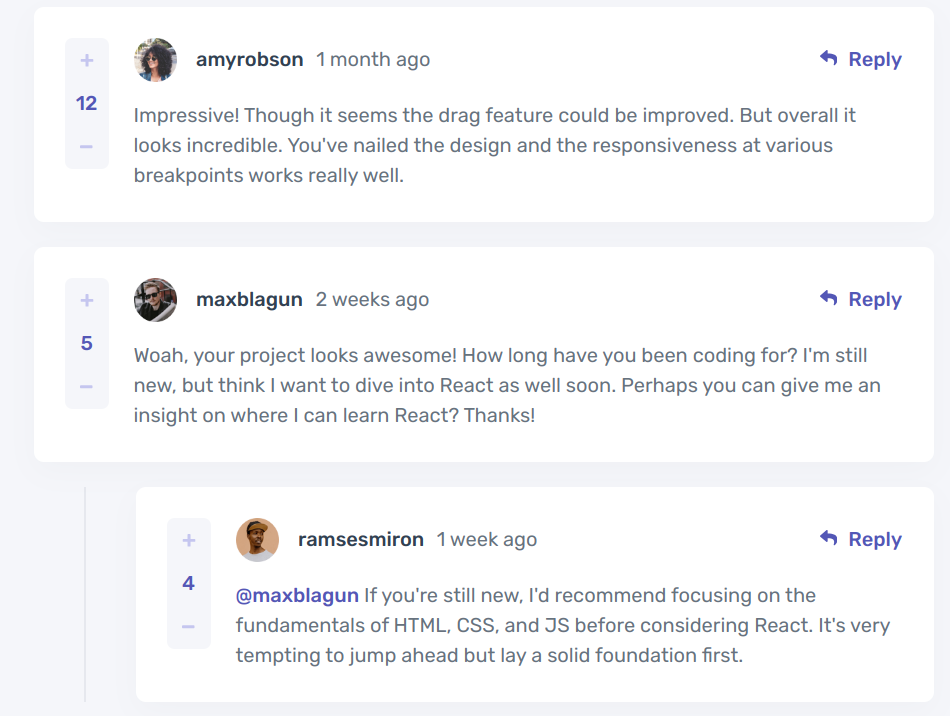 +
amyrobson 1 month ago
Reply
12
−
Impressive! Though it seems the drag feature could be improved. But overall it
looks incredible. You've nailed the design and the responsiveness at various
breakpoints works really well.
+
maxblagun 2 weeks ago
Reply
5
−
Woah, your project looks awesome! How long have you been coding for? I'm still
new, but think I want to dive into React as well soon. Perhaps you can give me an
insight on where I can learn React? Thanks!
+
ramsesmiron 1 week ago
Reply
4
−
@maxblagun If you're still new, I'd recommend focusing on the
fundamentals of HTML, CSS, and JS before considering React. It's very
tempting to jump ahead but lay a solid foundation first.